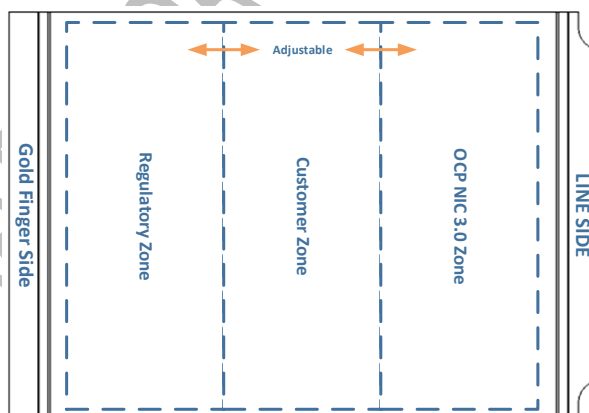 Adjustable
Gold Finger Side
Regulatory Zone
Customer Zone
OCP NIC 3.0 Zone
LINE SIDE